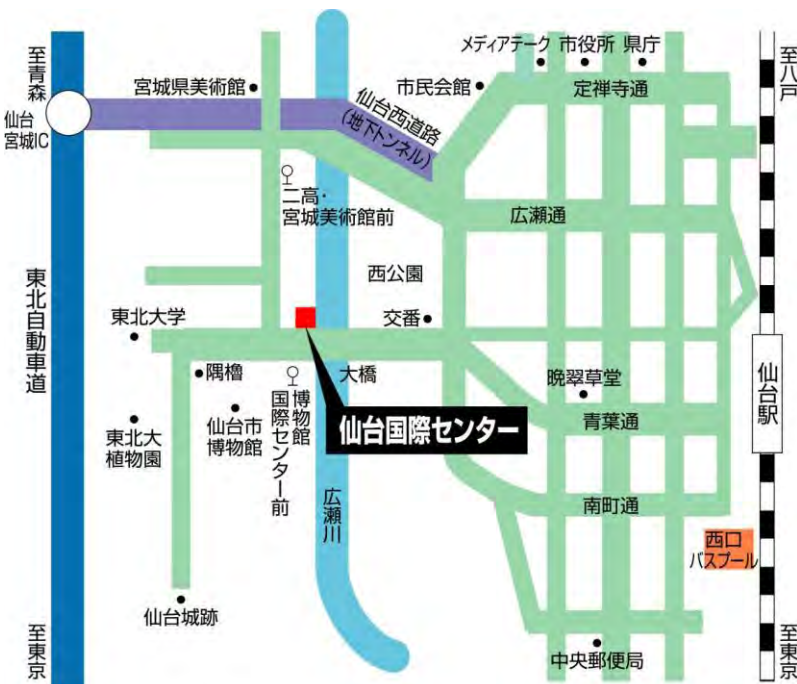 至青森
仙台
宮城IC
東北自動車道
至東京
宮城県美術館
仙台西道路
(地下トンネル)
市民会館
メディアテーク
市役所
県庁
定禅寺通
至八戸
二高・
宮城美術館前
広瀬通
西公園
交番
東北大学
隅櫓
大橋
仙台市
博物館
博物館
国際センター前
東北大
植物園
仙台国際センター
晩翠草堂
青葉通
仙台駅
広瀬川
南町通
西口
バスプール
仙台城跡
中央郵便局
至東京